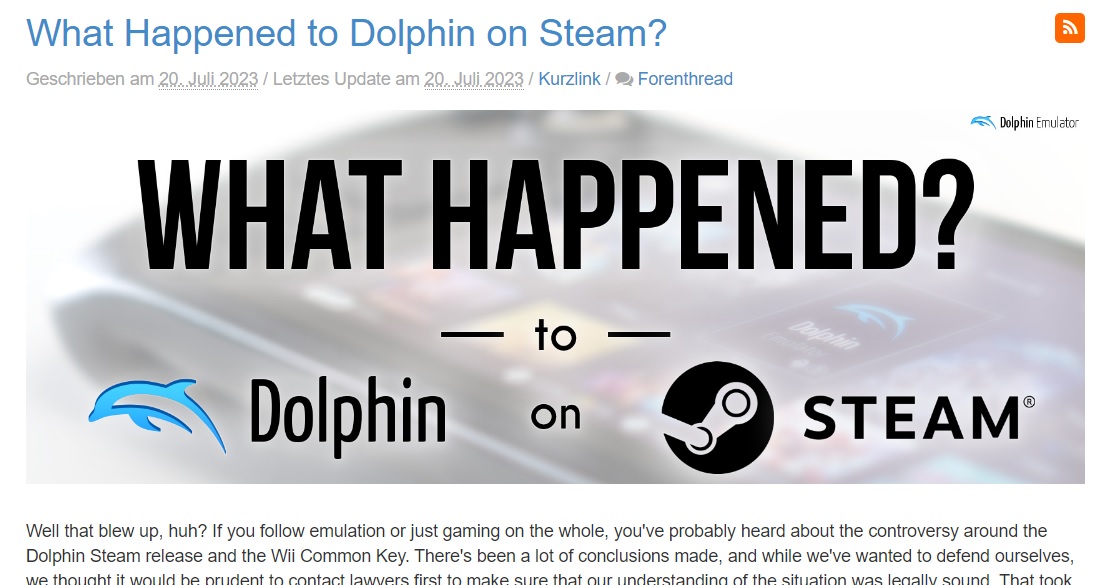 What Happened to Dolphin on Steam?
Geschrieben am 20. Juli 2023 / Letztes Update am 20. Juli 2023 / Kurzlink / Forenthread
Dolphin Emulator
WHAT HAPPENED?
to
Dolphin on STEAM®
Dolphin
Well that blew up, huh? If you follow emulation or just gaming on the whole, you've probably heard about the controversy around the
Dolphin Steam release and the Wii Common Key. There's been a lot of conclusions made, and while we've wanted to defend ourselves,
we thought it would be prudent to contact lawyers first to make sure that our understanding of the situation was legally sound. That took